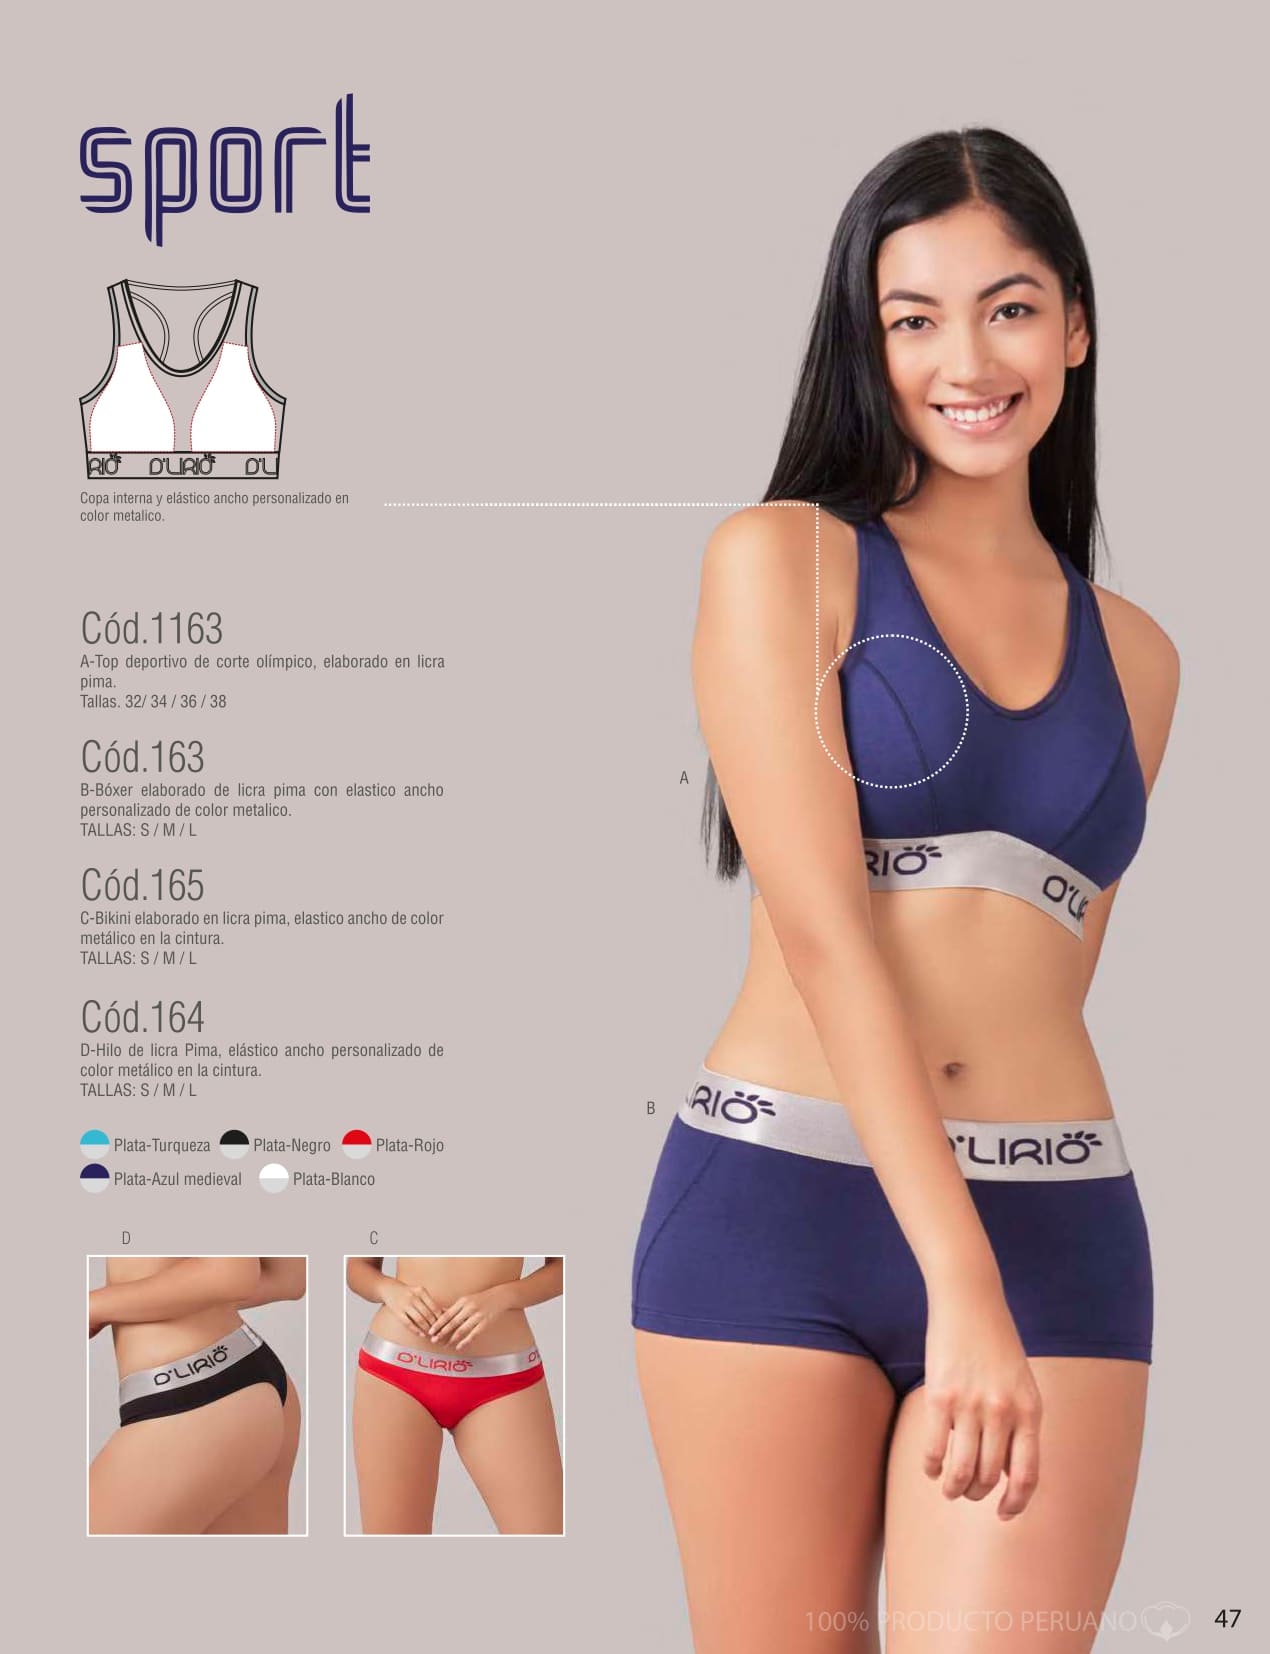 sport
RIO D'LIRIO D'LI
Copa interna y elástico ancho personalizado en
color metalico.
Cód.1163
A-Top deportivo de corte olímpico, elaborado en licra
pima.
Tallas. 32/ 34 / 36 / 38
Cód.163
B-Bóxer elaborado de licra pima con elastico ancho
personalizado de color metalico.
TALLAS: S / M / L
Cód.165
C-Bikini elaborado en licra pima, elastico ancho de color
metálico en la cintura.
TALLAS: S / M / L
Cód.164
D-Hilo de licra Pima, elástico ancho personalizado de
color metálico en la cintura.
TALLAS: S / M / L
Plata-Turqueza Plata-Negro Plata-Rojo
Plata-Azul medieval Plata-Blanco
D C
D'LIRIO D'LIRIO D'
A
RIO D'LIR
B
LIRIO D'LIRIO
100% PRODUCTO PERUANO 47